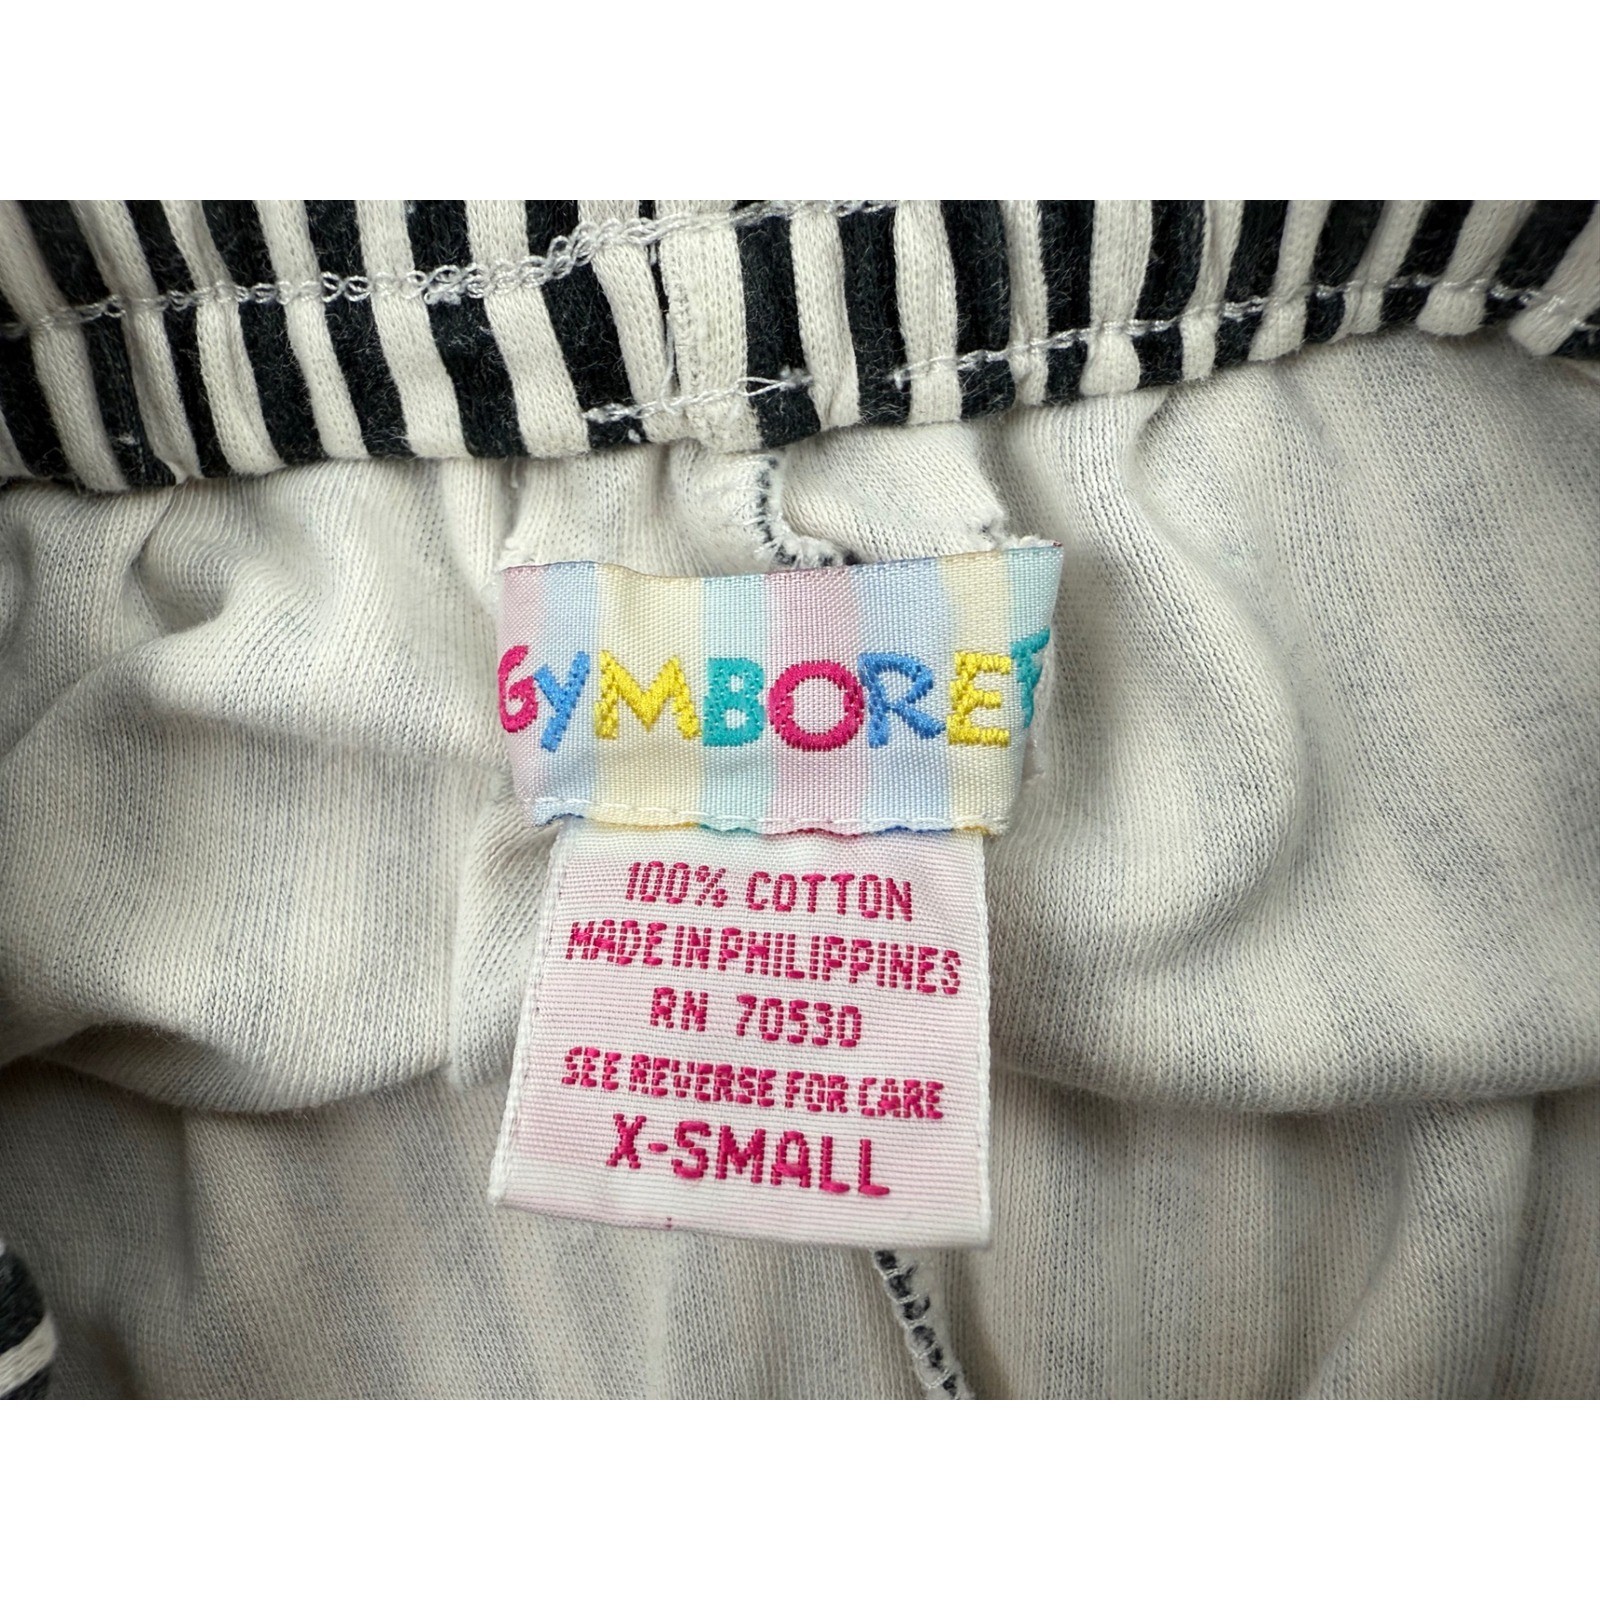 GYMBOREE
100% COTTON
MADE IN PHILIPPINES
RN 70530
SEE REVERSE FOR CARE
X-SMALL